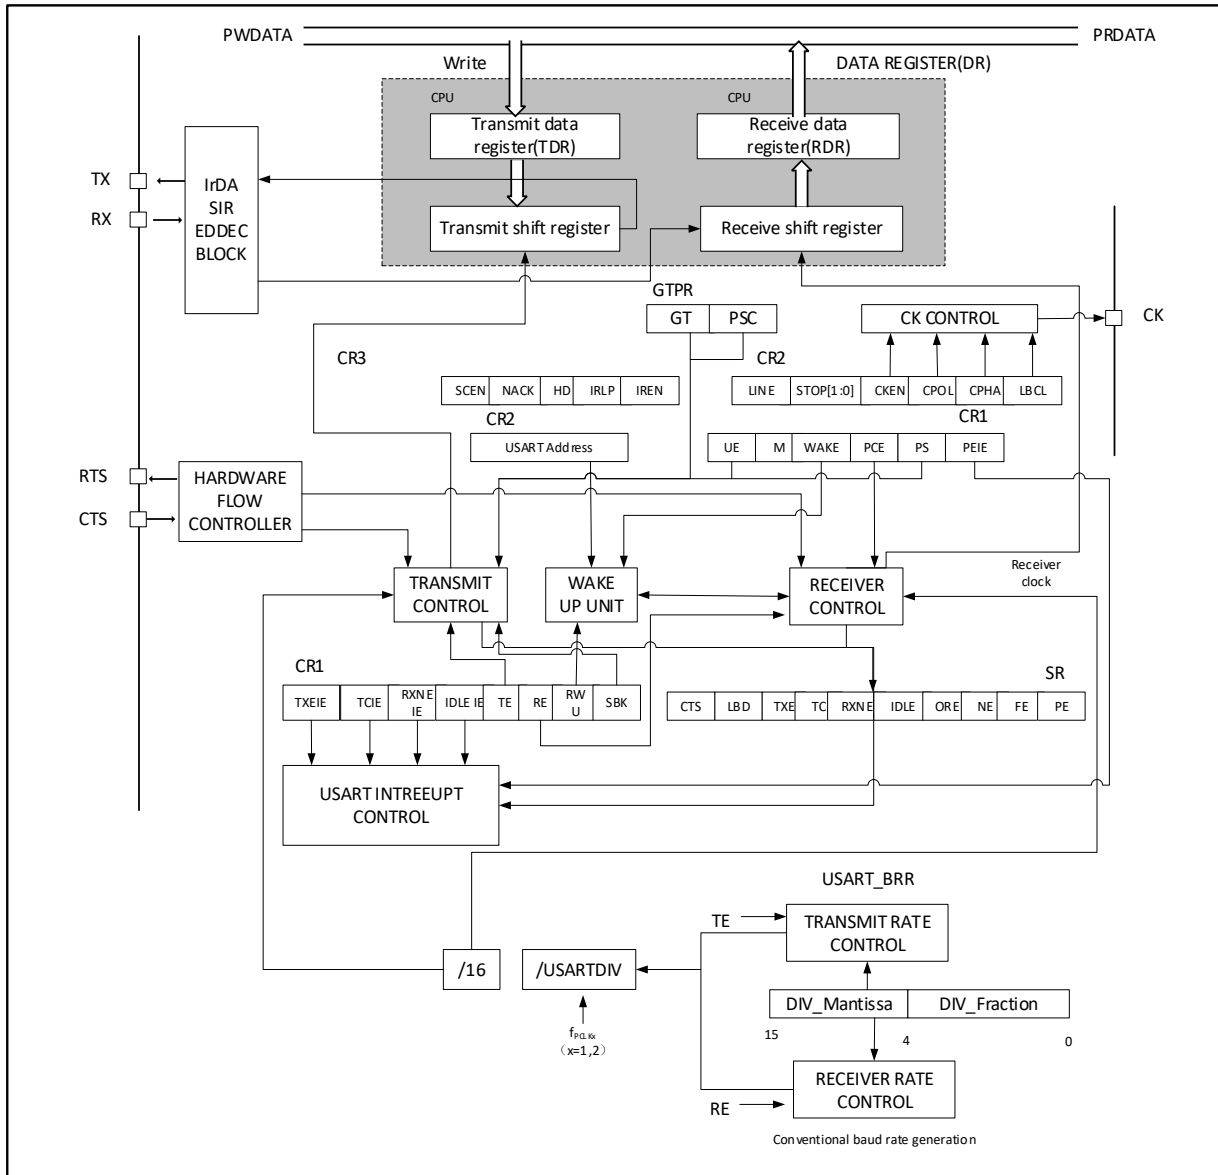 PWDATA
PRDATA
Write
DATA REGISTER(DR)
CPU
CPU
Transmit data
register(TDR)
Receive data
register(RDR)
TX
RX
IrDA
SIR
EDDEC
BLOCK
Transmit shift register
Receive shift register
GTPR
GT
PSC
CK CONTROL
CK
CR3
CR2
SCEN
NACK
HD
IRLP
IREN
LINE
STOP[1:0]
CKEN
CPOL
CPHA
LBCL
CR2
CR1
USART Address
UE
M
WAKE
PCE
PS
PEIE
RTS
CTS
HARDWARE
FLOW
CONTROLLER
TRANSMIT
CONTROL
WAKE
UP UNIT
RECEIVER
CONTROL
Receiver
clock
CR1
SR
TXEIE
TCIE
RXNE
IE
IDLE IE
TE
RE
RW
U
SBK
CTS
LBD
TXE
TC
RXNE
IDLE
ORE
NE
FE
PE
USART INTREEUPT
CONTROL
USART_BRR
TE
TRANSMIT RATE
CONTROL
/16
/USARTDIV
DIV_Mantissa
DIV_Fraction
15
4
0
fPCLKx
（x=1,2）
RECEIVER RATE
CONTROL
RE
Conventional baud rate generation